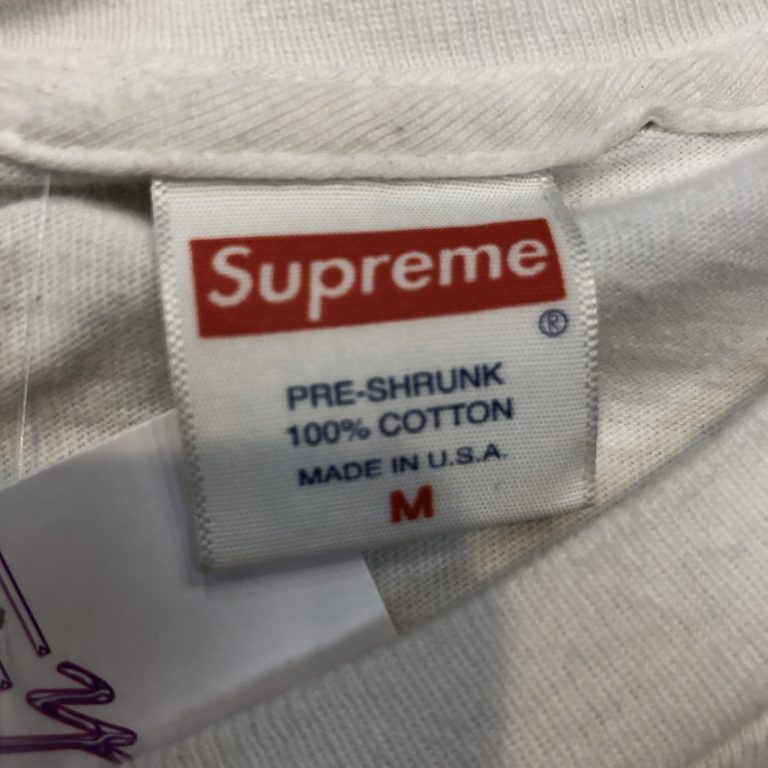 Supreme
®
PRE-SHRUNK
100% COTTON
MADE IN U.S.A.
M